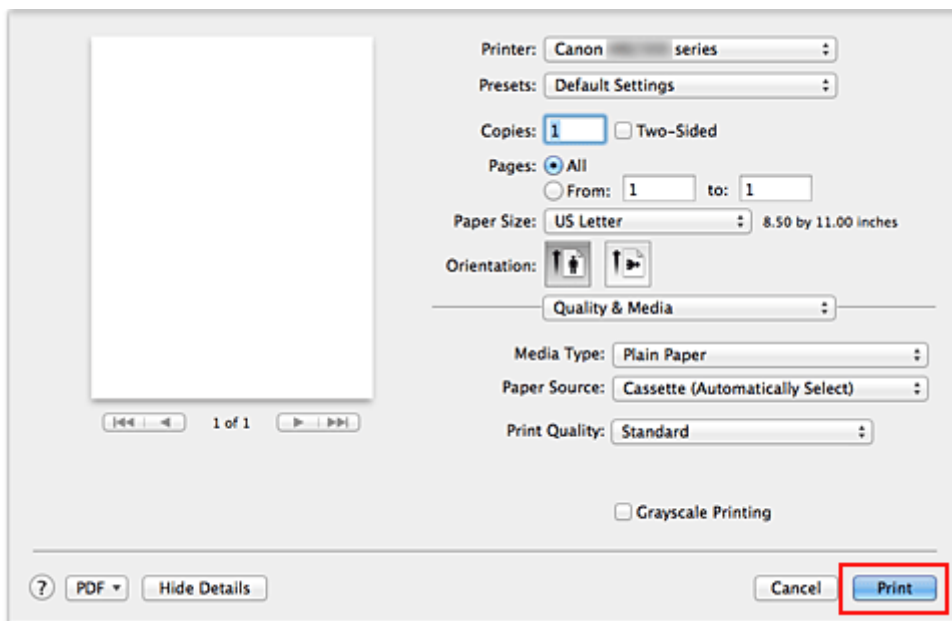 Printer: Canon series
Presets: Default Settings
Copies: 1 Two-Sided
Pages: All
From: 1 to: 1
Paper Size: US Letter 8.50 by 11.00 inches
Orientation:
Quality & Media
Media Type: Plain Paper
Paper Source: Cassette (Automatically Select)
1 of 1
Print Quality: Standard
Grayscale Printing
? PDF Hide Details Cancel Print